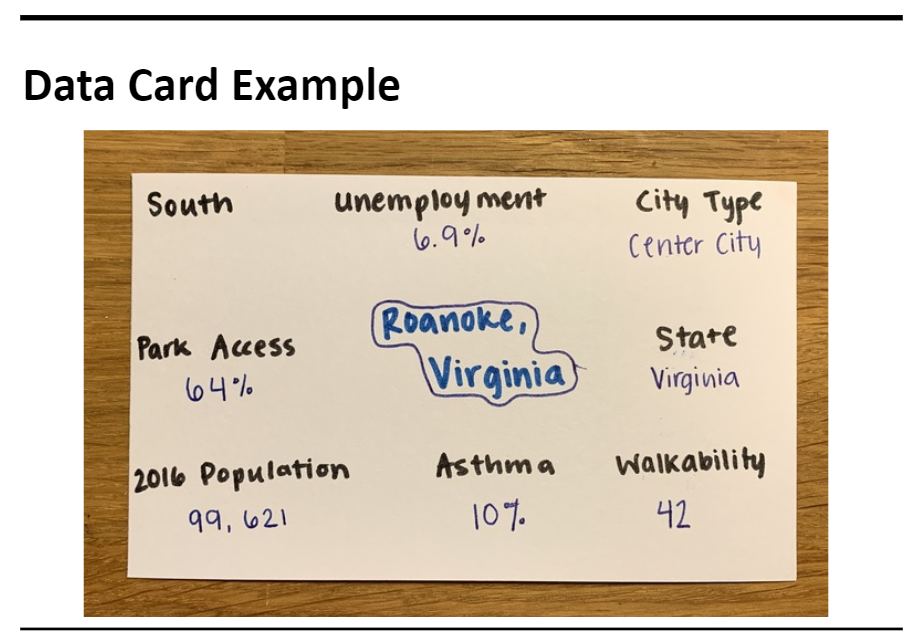 Data Card Example
South
Unemployment
6.9%
City Type
Center City
Park Access
64%
Roanoke,
Virginia
State
Virginia
2016 Population
99,621
Asthma
10%
Walkability
42